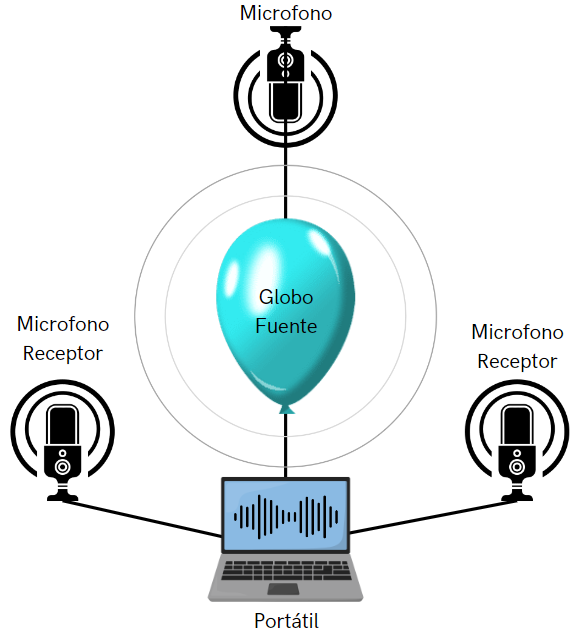 Microfono
Globo
Fuente
Microfono
Receptor
Microfono
Receptor
Portátil